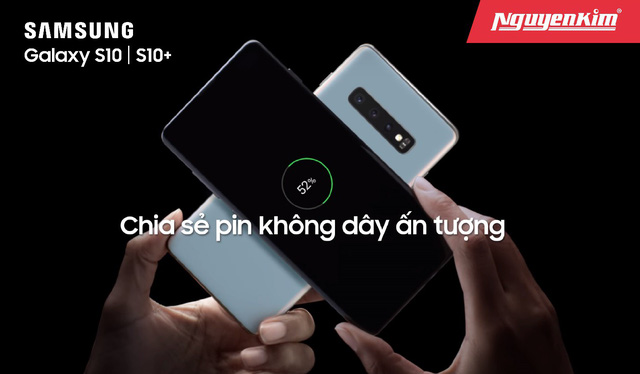 SAMSUNG
Galaxy S10 | S10+
NguyenKim
52%
Chia sẻ pin không dây ấn tượng